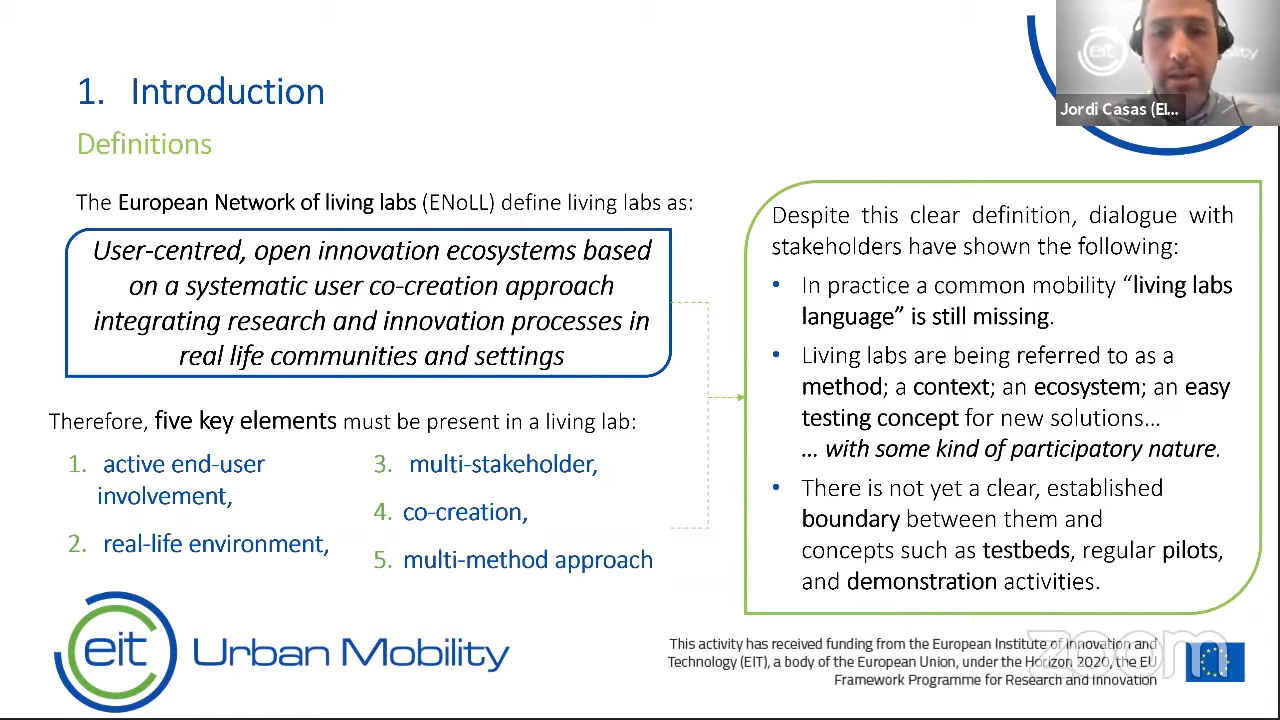 1. Introduction
Definitions
The European Network of living labs (ENoLL) define living labs as:
User-centred, open innovation ecosystems based
on a systematic user co-creation approach
integrating research and innovation processes in
real life communities and settings
Therefore, five key elements must be present in a living lab:
1. active end-user
involvement,
2. real-life environment,
3. multi-stakeholder,
4. co-creation,
5. multi-method approach
eit
Jordi Casas (EI...
Despite this clear definition, dialogue with
stakeholders have shown the following:
• In practice a common mobility “living labs
language” is still missing.
• Living labs are being referred to as a
method; a context; an ecosystem; an easy
testing concept for new solutions…
… with some kind of participatory nature.
• There is not yet a clear, established
boundary between them and
concepts such as testbeds, regular pilots,
and demonstration activities.
eit Urban Mobility
This activity has received funding from the European Institute of Innovation and
Technology (EIT), a body of the European Union, under the Horizon 2020, the EU
Framework Programme for Research and Innovation
zoom